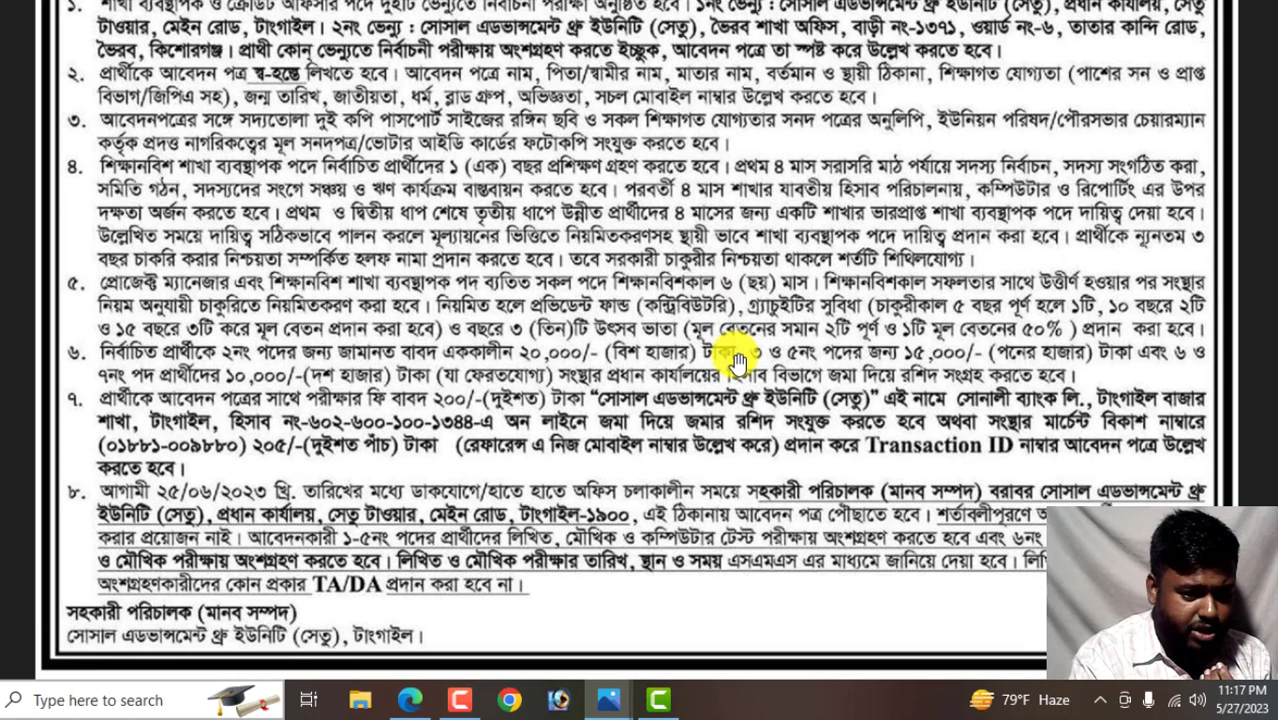 ১. শাখা ব্যবস্থাপক ও ক্রেডিট অফিসার পদে দুইটি ভেন্যুতে নির্বাচনী পরীক্ষা অনুষ্ঠিত হবে। ১নং ভেন্যু : সোসাল এডভান্সমেন্ট থ্রু ইউনিটি (সেতু), প্রধান কার্যালয়, সেতু
টাওয়ার, মেইন রোড, টাংগাইল। ২নং ভেন্যু : সোসাল এডভান্সমেন্ট থ্রু ইউনিটি (সেতু), ভৈরব শাখা অফিস, বাড়ী নং-১৩৭১, ওয়ার্ড নং-৬, তাতার কান্দি রোড,
ভৈরব, কিশোরগঞ্জ। প্রার্থী কোন্ ভেন্যুতে নির্বাচনী পরীক্ষায় অংশগ্রহণ করতে ইচ্ছুক, আবেদন পত্রে তা স্পষ্ট করে উল্লেখ করতে হবে।
২. প্রার্থীকে আবেদন পত্র স্ব-হস্তে লিখতে হবে। আবেদন পত্রে নাম, পিতা/স্বামীর নাম, মাতার নাম, বর্তমান ও স্থায়ী ঠিকানা, শিক্ষাগত যোগ্যতা (পাশের সন ও প্রাপ্ত
বিভাগ/জিপিএ সহ), জন্ম তারিখ, জাতীয়তা, ধর্ম, ব্লাড গ্রুপ, অভিজ্ঞতা, সচল মোবাইল নাম্বার উল্লেখ করতে হবে।
৩. আবেদনপত্রের সঙ্গে সদ্যতোলা দুই কপি পাসপোর্ট সাইজের রঙ্গিন ছবি ও সকল শিক্ষাগত যোগ্যতার সনদ পত্রের অনুলিপি, ইউনিয়ন পরিষদ/পৌরসভার চেয়ারম্যান
কর্তৃক প্রদত্ত নাগরিকত্বের মূল সনদপত্র/ভোটার আইডি কার্ডের ফটোকপি সংযুক্ত করতে হবে।
৪. শিক্ষানবিশ শাখা ব্যবস্থাপক পদে নির্বাচিত প্রার্থীদের ১ (এক) বছর প্রশিক্ষণ গ্রহণ করতে হবে। প্রথম ৪ মাস সরাসরি মাঠ পর্যায়ে সদস্য নির্বাচন, সদস্য সংগঠিত করা,
সমিতি গঠন, সদস্যদের সংগে সঞ্চয় ও ঋণ কার্যক্রম বাস্তবায়ন করতে হবে। পরবর্তী ৪ মাস শাখার যাবতীয় হিসাব পরিচালনায়, কম্পিউটার ও রিপোর্টিং এর উপর
দক্ষতা অর্জন করতে হবে। প্রথম ও দ্বিতীয় ধাপ শেষে তৃতীয় ধাপে উন্নীত প্রার্থীদের ৪ মাসের জন্য একটি শাখার ভারপ্রাপ্ত শাখা ব্যবস্থাপক পদে দায়িত্ব দেয়া হবে।
উল্লেখিত সময়ে দায়িত্ব সঠিকভাবে পালন করলে মূল্যায়নের ভিত্তিতে নিয়মিতকরণসহ স্থায়ী ভাবে শাখা ব্যবস্থাপক পদে দায়িত্ব প্রদান করা হবে। প্রার্থীকে ন্যূনতম ৩
বছর চাকরি করার নিশ্চয়তা সম্পর্কিত হলফ নামা প্রদান করতে হবে। তবে সরকারী চাকুরীর নিশ্চয়তা থাকলে শর্তটি শিথিলযোগ্য।
৫. প্রোজেক্ট ম্যানেজার এবং শিক্ষানবিশ শাখা ব্যবস্থাপক পদ ব্যতিত সকল পদে শিক্ষানবিশকাল ৬ (ছয়) মাস। শিক্ষানবিশকাল সফলতার সাথে উত্তীর্ণ হওয়ার পর সংস্থার
নিয়ম অনুযায়ী চাকুরিতে নিয়মিতকরণ করা হবে। নিয়মিত হলে প্রভিডেন্ট ফান্ড (কন্ট্রিবিউটরি), গ্র্যাচুইটির সুবিধা (চাকুরীকাল ৫ বছর পূর্ণ হলে ১টি, ১০ বছরে ২টি
ও ১৫ বছরে ৩টি করে মূল বেতন প্রদান করা হবে) ও বছরে ৩ (তিন)টি উৎসব ভাতা (মূল বেতনের সমান ২টি পূর্ণ ও ১টি মূল বেতনের ৫০% ) প্রদান করা হবে।
৬. নির্বাচিত প্রার্থীকে ২নং পদের জন্য জামানত বাবদ এককালীন ২০,০০০/- (বিশ হাজার) টাকা, ৩ ও ৫নং পদের জন্য ১৫,০০০/- (পনের হাজার) টাকা এবং ৬ ও
৭নং পদ প্রার্থীদের ১০,০০০/-(দশ হাজার) টাকা (যা ফেরতযোগ্য) সংস্থার প্রধান কার্যালয়ের হিসাব বিভাগে জমা দিয়ে রশিদ সংগ্রহ করতে হবে।
৭. প্রার্থীকে আবেদন পত্রের সাথে পরীক্ষার ফি বাবদ ২০০/-(দুইশত) টাকা “সোসাল এডভান্সমেন্ট থ্রু ইউনিটি (সেতু)” এই নামে সোনালী ব্যাংক লি., টাংগাইল বাজার
শাখা, টাংগাইল, হিসাব নং-৬০২-৬০০-১০০-১৩৪৪-এ অন লাইনে জমা দিয়ে জমার রশিদ সংযুক্ত করতে হবে অথবা সংস্থার মার্চেন্ট বিকাশ নাম্বারে
(০১৮৮১-০০৯৮৮০) ২০৫/-(দুইশত পাঁচ) টাকা (রেফারেন্স এ নিজ মোবাইল নাম্বার উল্লেখ করে) প্রদান করে Transaction ID নাম্বার আবেদন পত্রে উল্লেখ
করতে হবে।
৮. আগামী ২৫/০৬/২০২৩ খ্রি. তারিখের মধ্যে ডাকযোগে/হাতে হাতে অফিস চলাকালীন সময়ে সহকারী পরিচালক (মানব সম্পদ) বরাবর সোসাল এডভান্সমেন্ট থ্রু
ইউনিটি (সেতু), প্রধান কার্যালয়, সেতু টাওয়ার, মেইন রোড, টাংগাইল-১৯০০, এই ঠিকানায় আবেদন পত্র পৌঁছাতে হবে। শর্তাবলীপূরণে
করার প্রয়োজন নাই। আবেদনকারী ১-৫নং পদের প্রার্থীদের লিখিত, মৌখিক ও কম্পিউটার টেস্ট পরীক্ষায় অংশগ্রহণ করতে হবে এবং ৬নং
ও মৌখিক পরীক্ষায় অংশগ্রহণ করতে হবে। লিখিত ও মৌখিক পরীক্ষার তারিখ, স্থান ও সময় এসএমএস এর মাধ্যমে জানিয়ে দেয়া হবে।
অংশগ্রহণকারীদের কোন প্রকার TA/DA প্রদান করা হবে না।
সহকারী পরিচালক (মানব সম্পদ)
সোসাল এডভান্সমেন্ট থ্রু ইউনিটি (সেতু), টাংগাইল।
Type here to search
79°F Haze
11:17 PM
5/27/2023